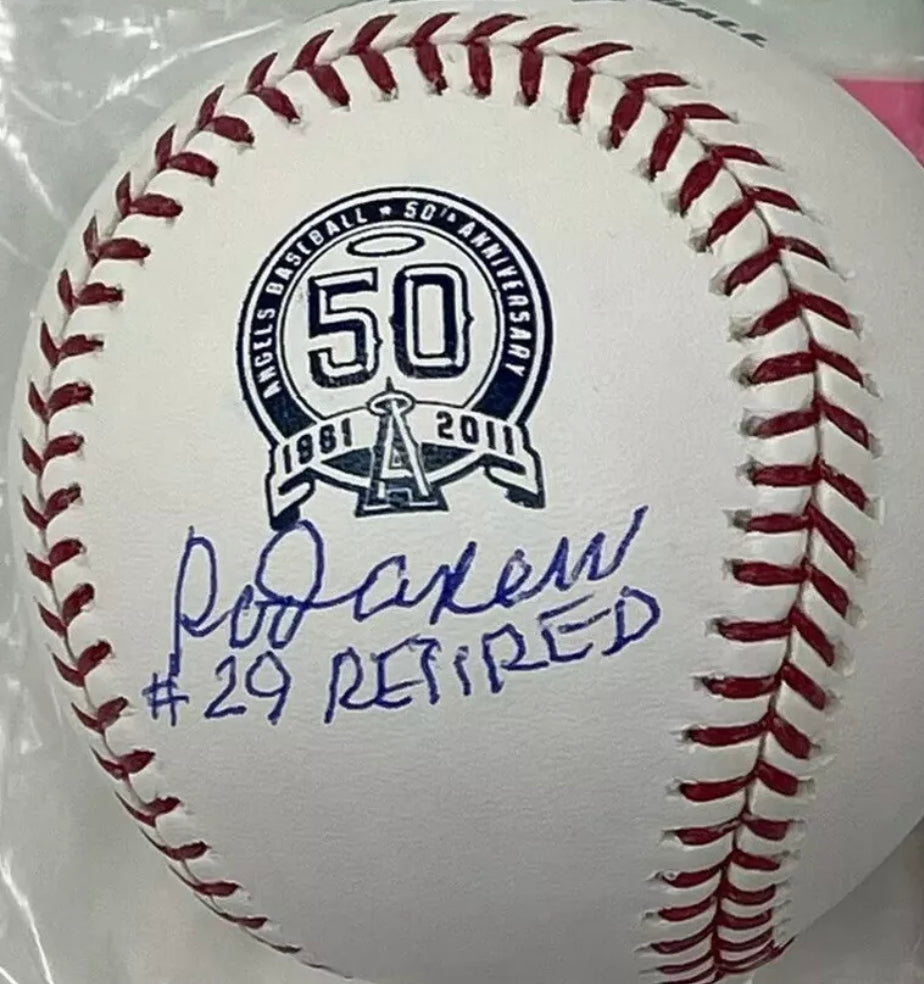 ANGELS BASEBALL ★ 50TH ANNIVERSARY
50
1961 A 2011
Rod Carew
#29 RETIRED